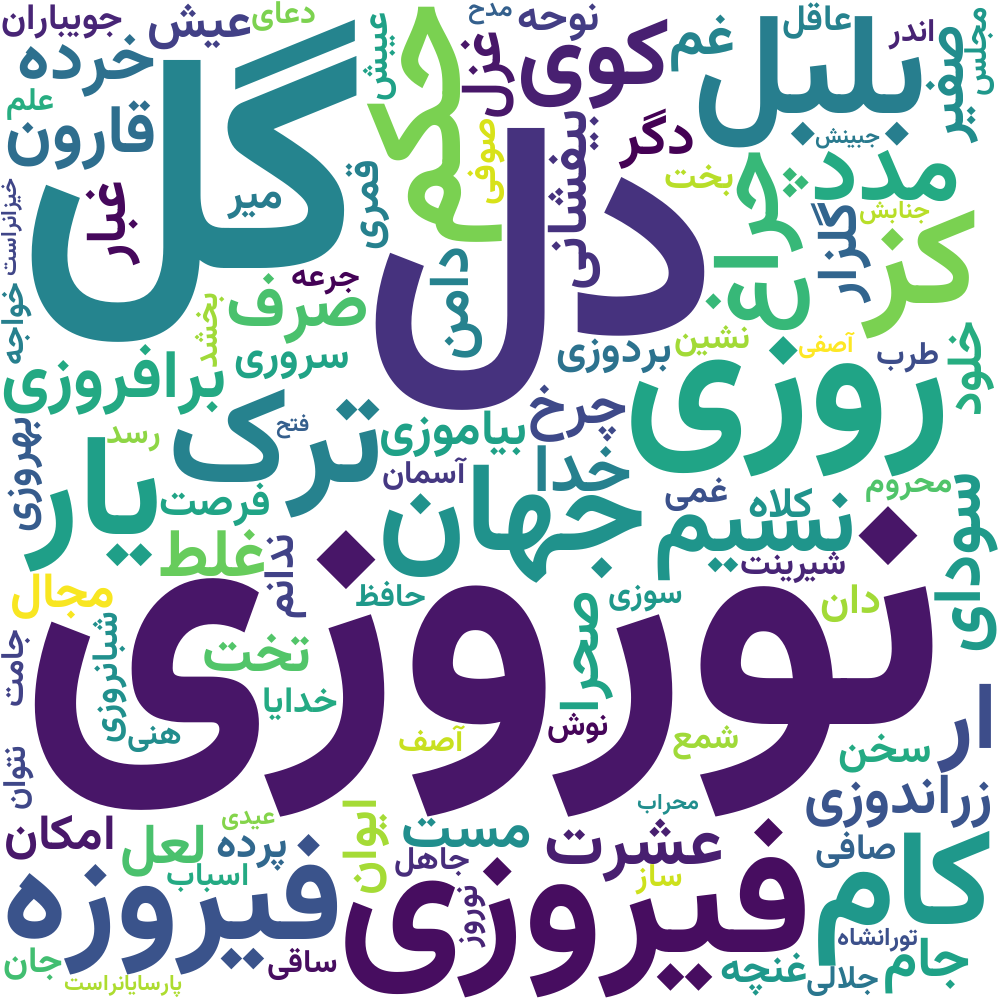 جویباران
عیش
دعای
مدح
نوحه
عاقل
اندر
مجلس
خرده
عیبش
غزل
کوی
غم
بلبل
صفیر
علم
قارون
گل
حکم
صوفی
بیفشانی
دگر
جبینش
غبار
میر
قمری
دل
بخت
چراغ
مدد
جنابش
خیزانراست
گلزار
کز
جرعه
دامن
خواجه
بخشد
صرف
سروری
بردوزی
نشین
آصفی
طرب
خلود
برافروزی
روزی
ترک
فتح
چرخ
بیاموزی
بهروزی
رسد
یار
آسمان
خدا
جهان
فرصت
غمی
کلاه
نسیم
محروم
سودای
غلط
ندانم
شیرینت
مجال
نوروزی
حافظ
سوزی
دان
صحرا
شبانروزی
تخت
جامت
خدایا
هنی
نوش
آصف
شمع
سخن
ار
نتوان
محراب
زراندوزی
امکان
عیدی
پرده
لعل
ایوان
مست
جاهل
عشرت
صافی
کام
اسباب
ساز
فیروزه
نوروز
فیروزی
تورانشاه
جان
ساقی
غنچه
جلالی
جام
پارسایانراست